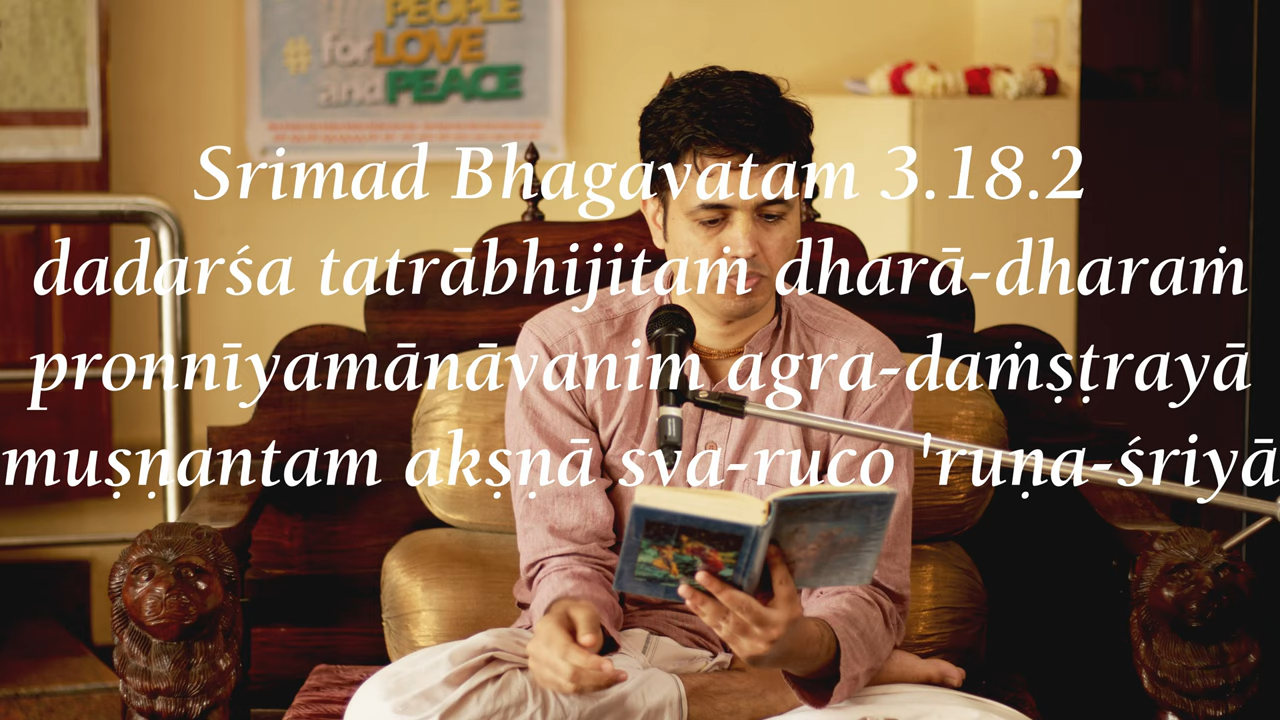 PEOPLE
# for LOVE
and PEACE
Srimad Bhagavatam 3.18.2
dadarśa tatrābhijitaṁ dharā-dharaṁ
pronnīyamānāvanim agra-daṁṣṭrayā
muṣṇantam akṣṇā sva-ruco 'ruṇa-śriyā